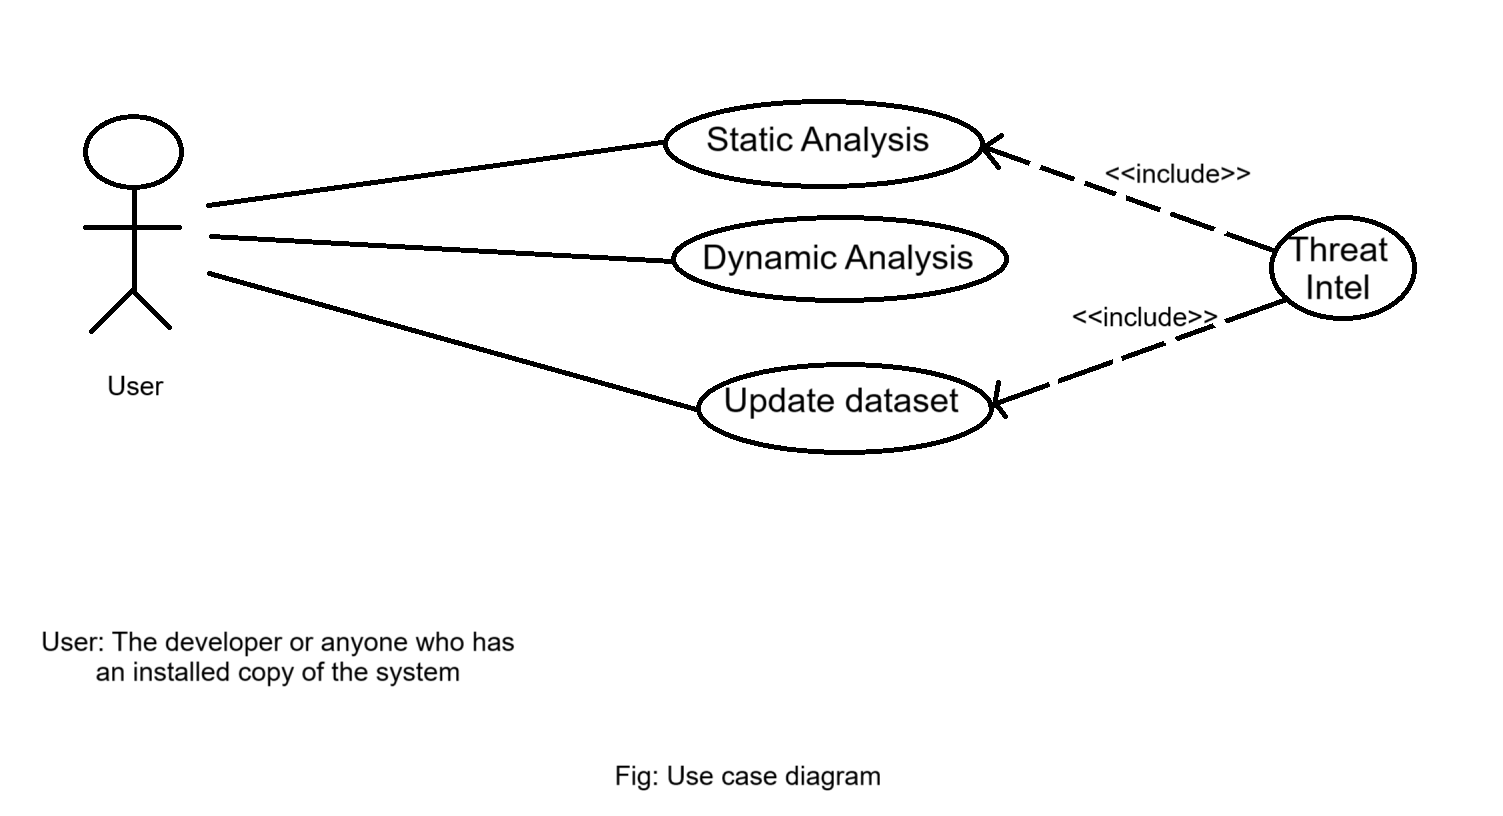 Static Analysis
<<include>>
Threat
Intel
Dynamic Analysis
<<include>>
User
Update dataset
User: The developer or anyone who has
an installed copy of the system
Fig: Use case diagram